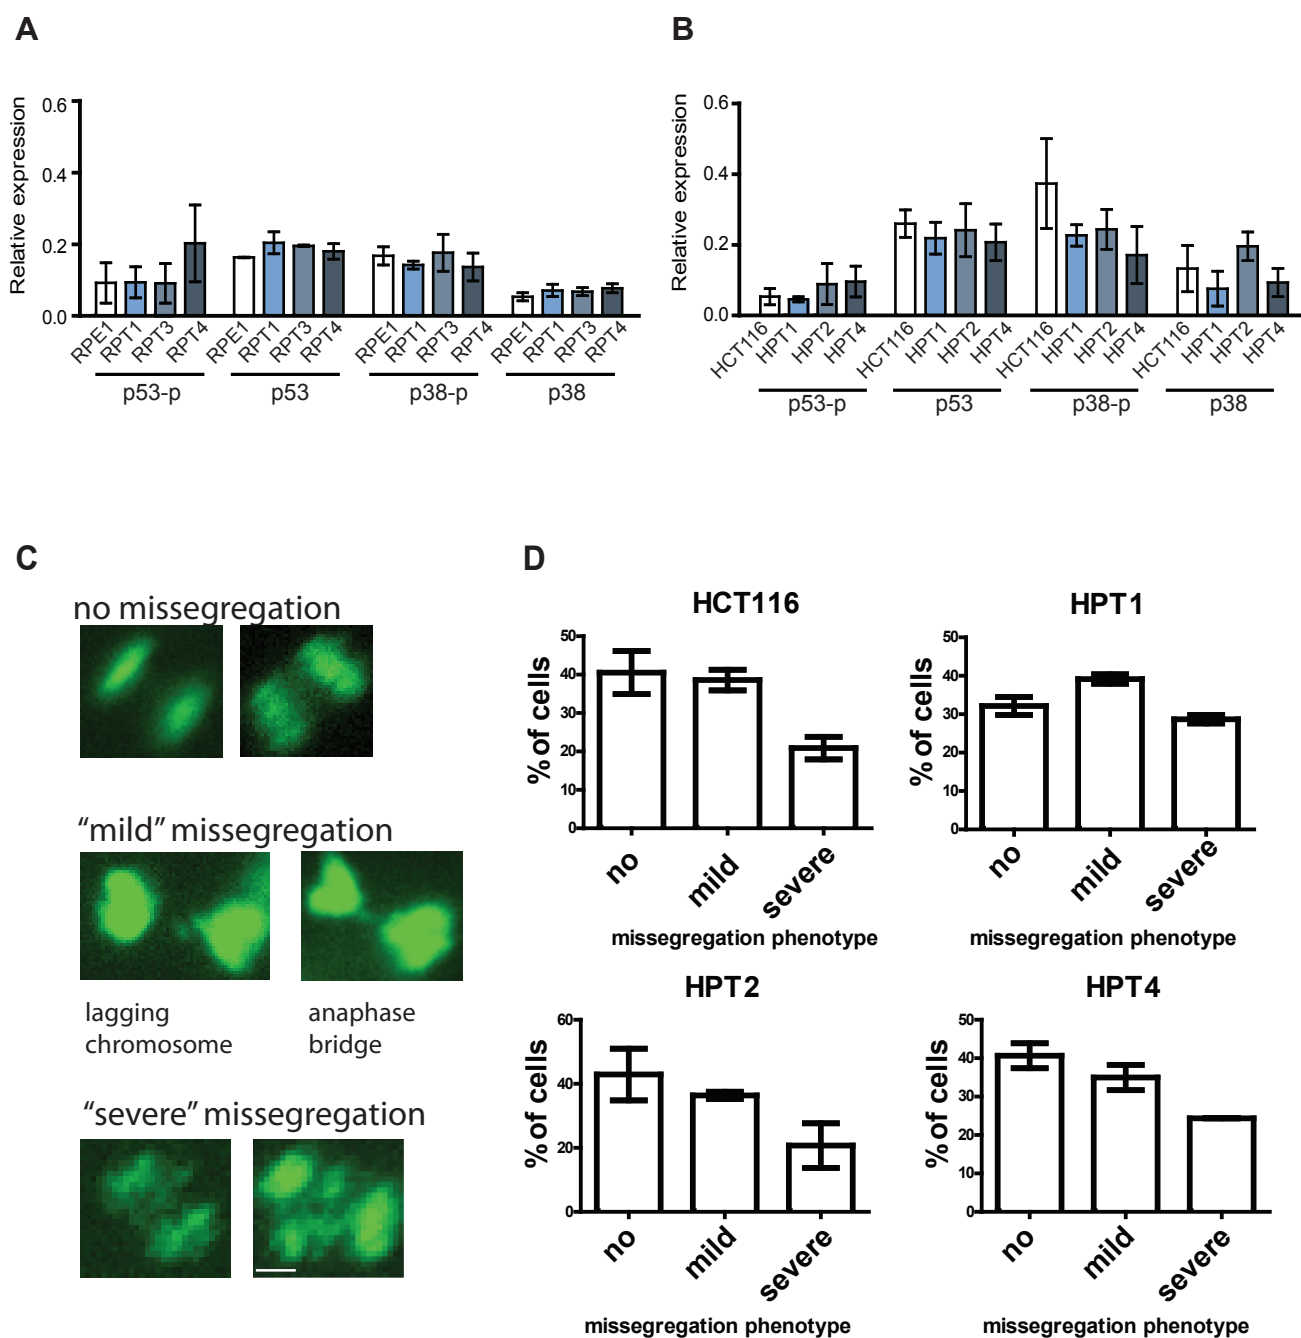 A
Relative expression
0.6
0.4
0.2
0.0
RPE1 RPT1 RPT3 RPT4 RPE1 RPT1 RPT3 RPT4 RPE1 RPT1 RPT3 RPT4 RPE1 RPT1 RPT3 RPT4
p53-p p53 p38-p p38
B
Relative expression
0.6
0.4
0.2
0.0
HCT116 HPT1 HPT2 HPT4 HCT116 HPT1 HPT2 HPT4 HCT116 HPT1 HPT2 HPT4 HCT116 HPT1 HPT2 HPT4
p53-p p53 p38-p p38
C
no missegregation
“mild” missegregation
lagging
chromosome
anaphase
bridge
“severe” missegregation
D
HCT116
% of cells
50
40
30
20
10
0
no mild severe
missegregation phenotype
HPT1
% of cells
50
40
30
20
10
0
no mild severe
missegregation phenotype
HPT2
% of cells
60
40
20
0
no mild severe
missegregation phenotype
HPT4
% of cells
50
40
30
20
10
0
no mild severe
missegregation phenotype